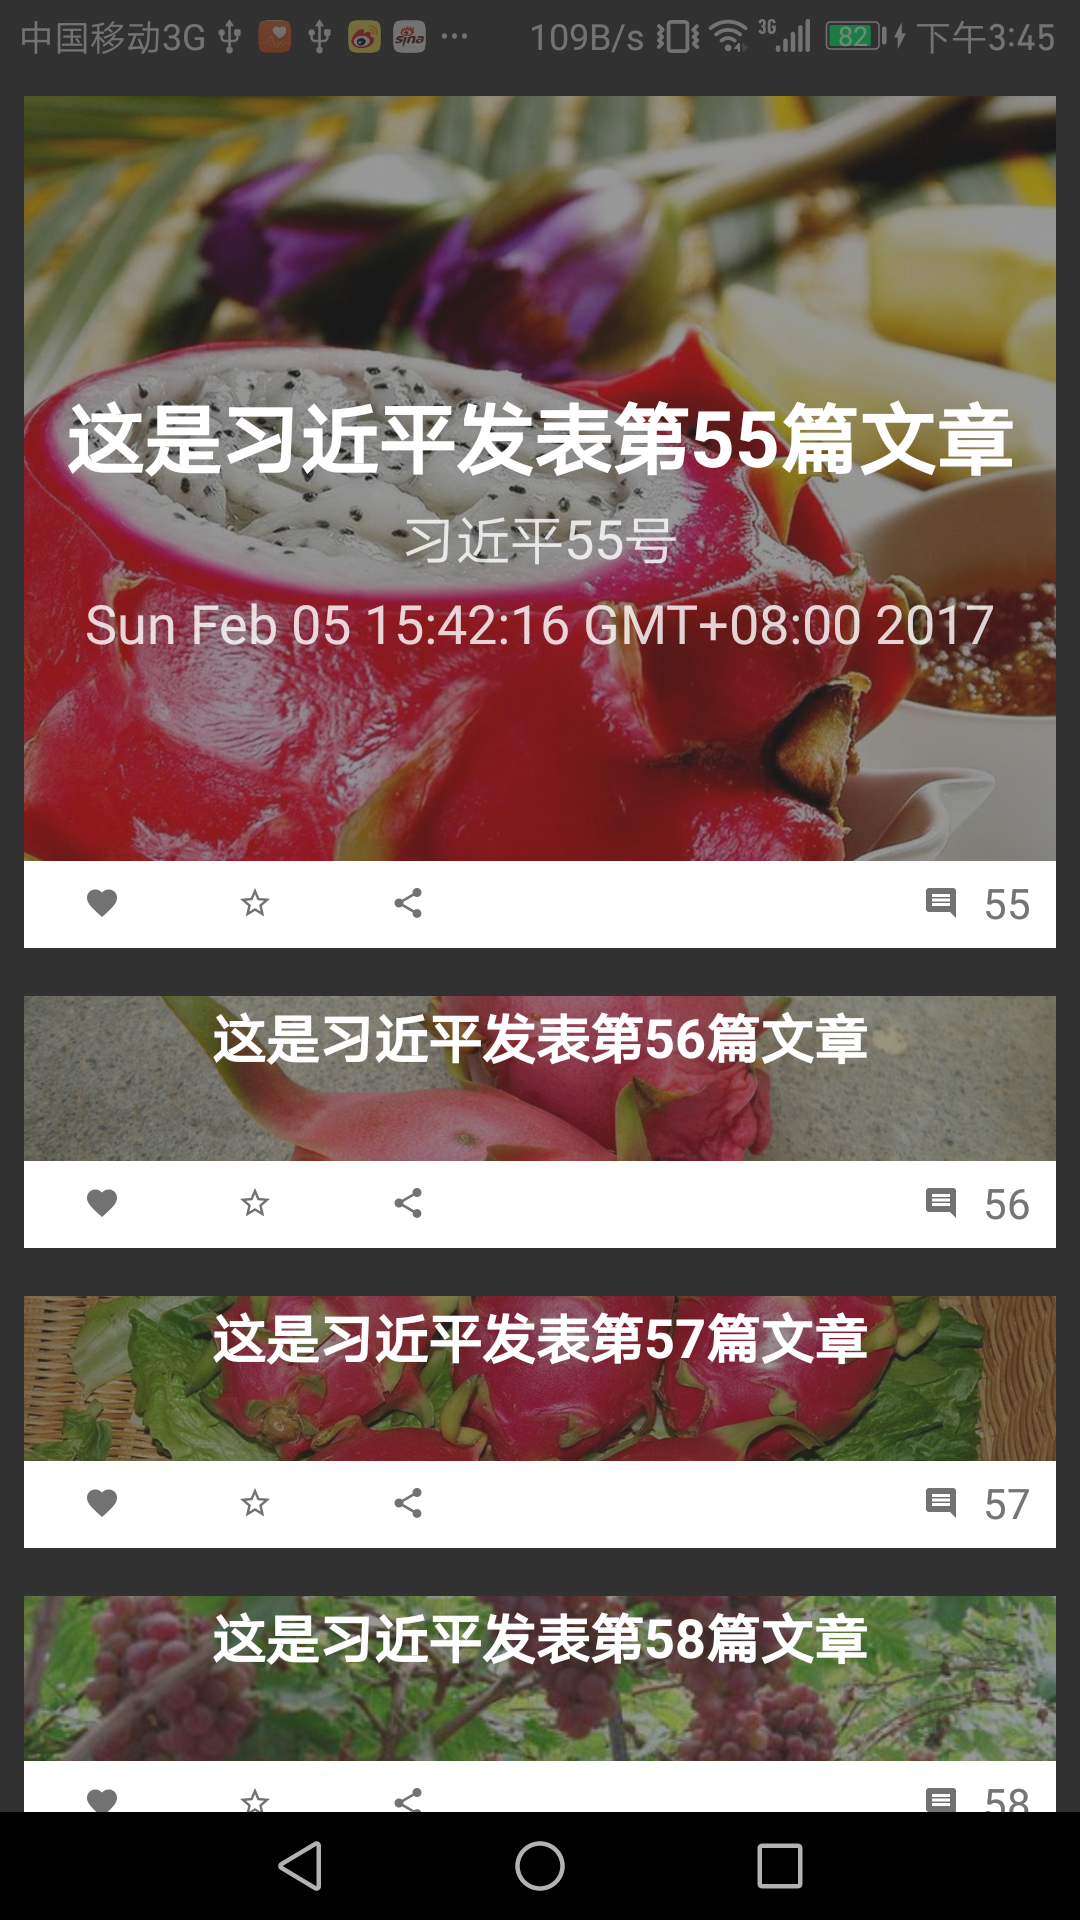 中国移动3G 109B/s 3G 82 下午3:45
这是习近平发表第55篇文章
习近平55号
Sun Feb 05 15:42:16 GMT+08:00 2017
55
这是习近平发表第56篇文章
56
这是习近平发表第57篇文章
57
这是习近平发表第58篇文章
58